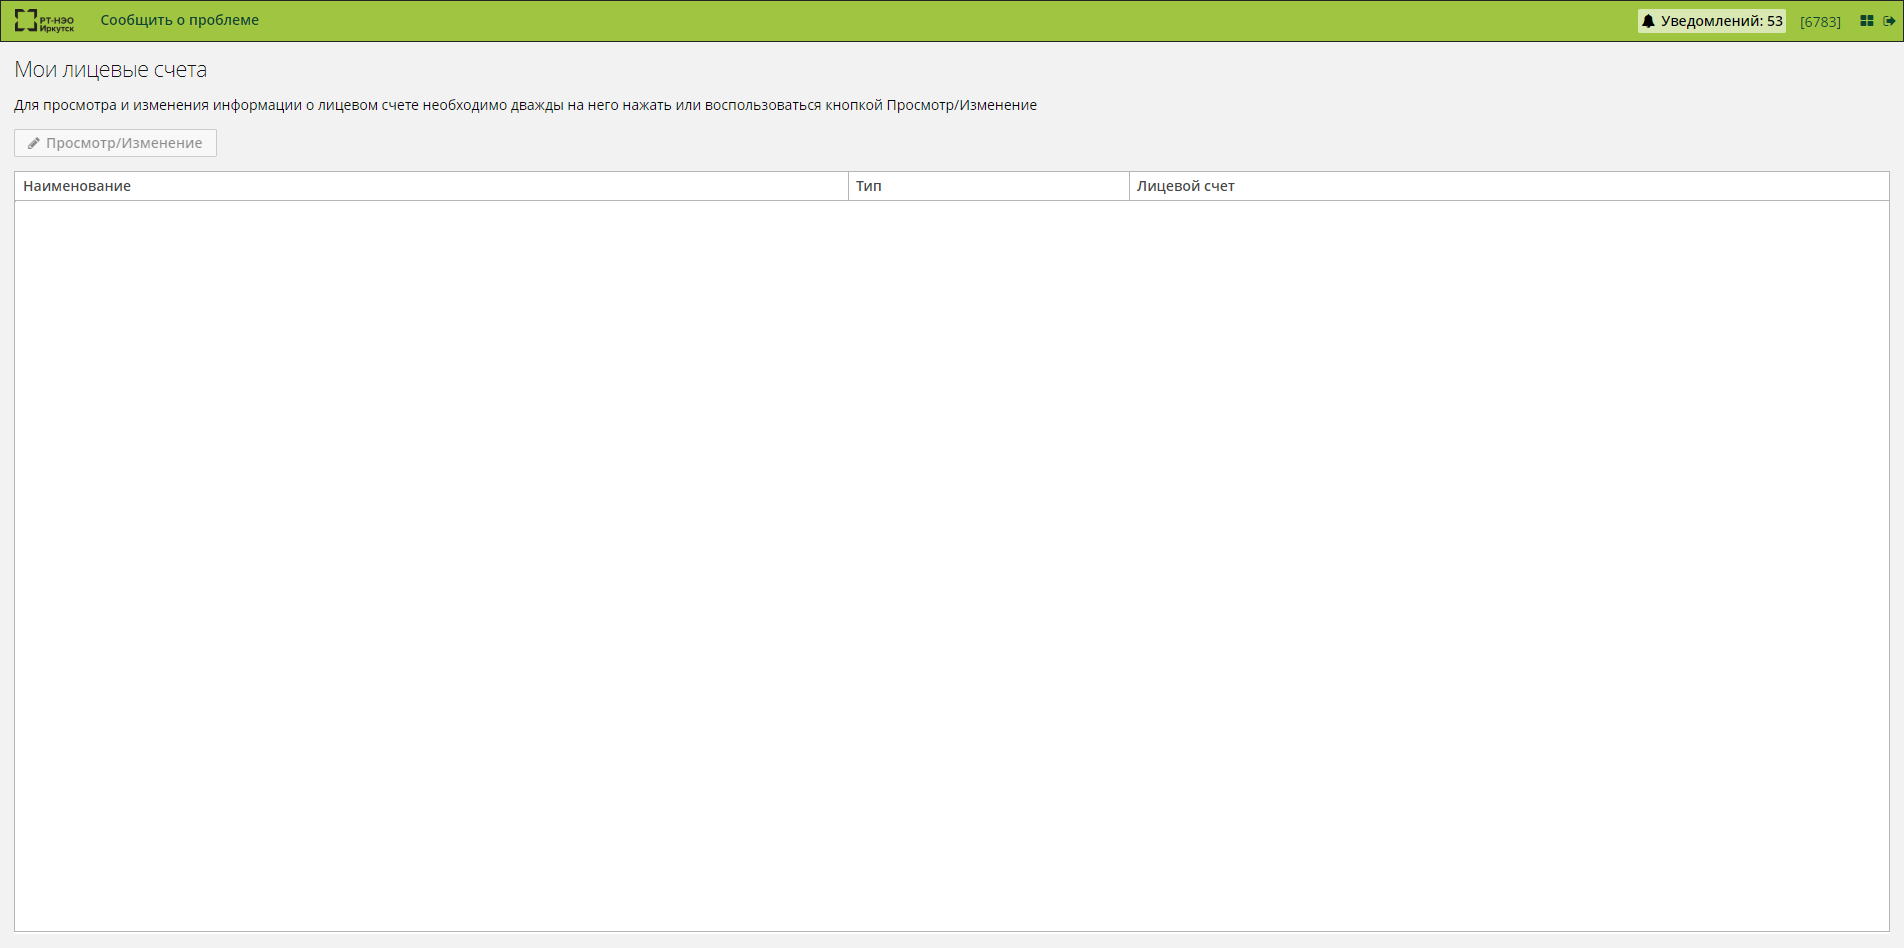 РТ-НЭО
Иркутск
Сообщить о проблеме
Уведомлений: 53
[6783]
Мои лицевые счета
Для просмотра и изменения информации о лицевом счете необходимо дважды на него нажать или воспользоваться кнопкой Просмотр/Изменение
Просмотр/Изменение
Наименование
Тип
Лицевой счет